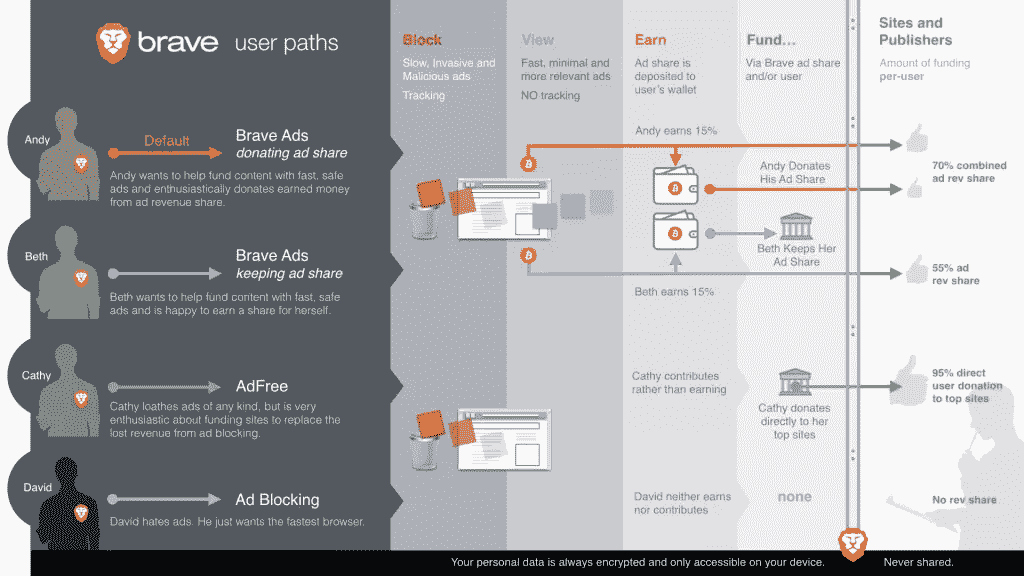 brave user paths
Block
Slow, Invasive and
Malicious ads
Tracking
View
Fast, minimal and
more relevant ads
NO tracking
Earn
Ad share is
deposited to
user's wallet
Fund...
Via Brave ad share
and/or user
Sites and
Publishers
Amount of funding
per-user
Andy
Default
Brave Ads
donating ad share
Andy wants to help fund content with fast, safe
ads and enthusiastically donates earned money
from ad revenue share.
Andy earns 15%
Andy Donates
His Ad Share
70% combined
ad rev share
Beth
Brave Ads
keeping ad share
Beth wants to help fund content with fast, safe
ads and is happy to earn a share for herself.
Beth earns 15%
Beth Keeps Her
Ad Share
55% ad
rev share
Cathy
AdFree
Cathy loathes ads of any kind, but is very
enthusiastic about funding sites to replace the
lost revenue from ad blocking.
Cathy contributes
rather than earning
Cathy donates
directly to her
top sites
95% direct
user donation
to top sites
David
Ad Blocking
David hates ads. He just wants the fastest browser.
David neither earns
nor contributes
none
No rev share
Your personal data is always encrypted and only accessible on your device.
Never shared.